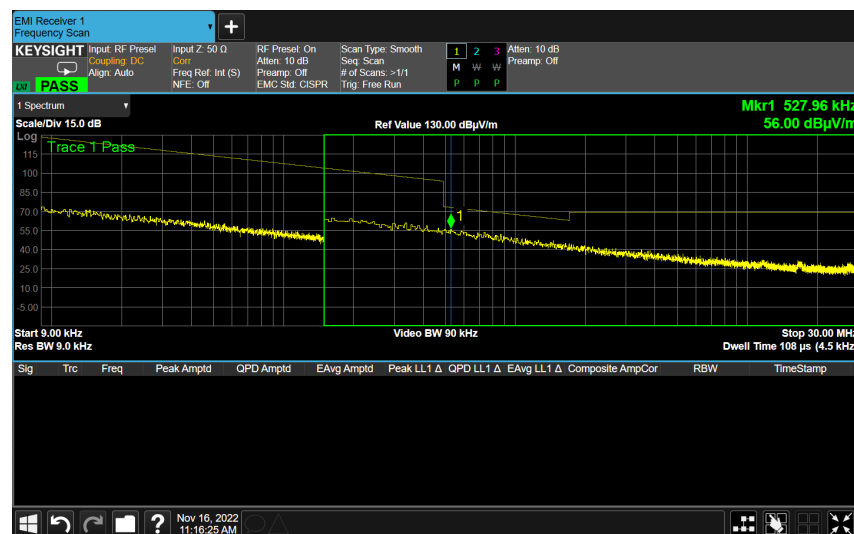 EMI Receiver 1
Frequency Scan
+
KEYSIGHT Input: RF Presel Input Z: 50 Ω RF Presel: On Scan Type: Smooth 1 2 3 Atten: 10 dB
Coupling: DC Corr Atten: 10 dB Seq: Scan M W W Preamp: Off
Align: Auto Freq Ref: Int (S) Preamp: Off # of Scans: >1/1 P P P
LXI PASS NFE: Off EMC Std: CISPR Trig: Free Run
1 Spectrum Mkr1 527.96 kHz
Scale/Div 15.0 dB Ref Value 130.00 dBµV/m 56.00 dBµV/m
Log
Trace 1 Pass
115
100
85.0
70.0
1
55.0
40.0
25.0
10.0
-5.00
Start 9.00 kHz Video BW 90 kHz Stop 30.00 MHz
Res BW 9.0 kHz Dwell Time 108 µs (4.5 kHz
Sig Trc Freq Peak Amptd QPD Amptd EAvg Amptd Peak LL1 Δ QPD LL1 Δ EAvg LL1 Δ Composite AmpCor RBW TimeStamp
? Nov 16, 2022
11:16:25 AM